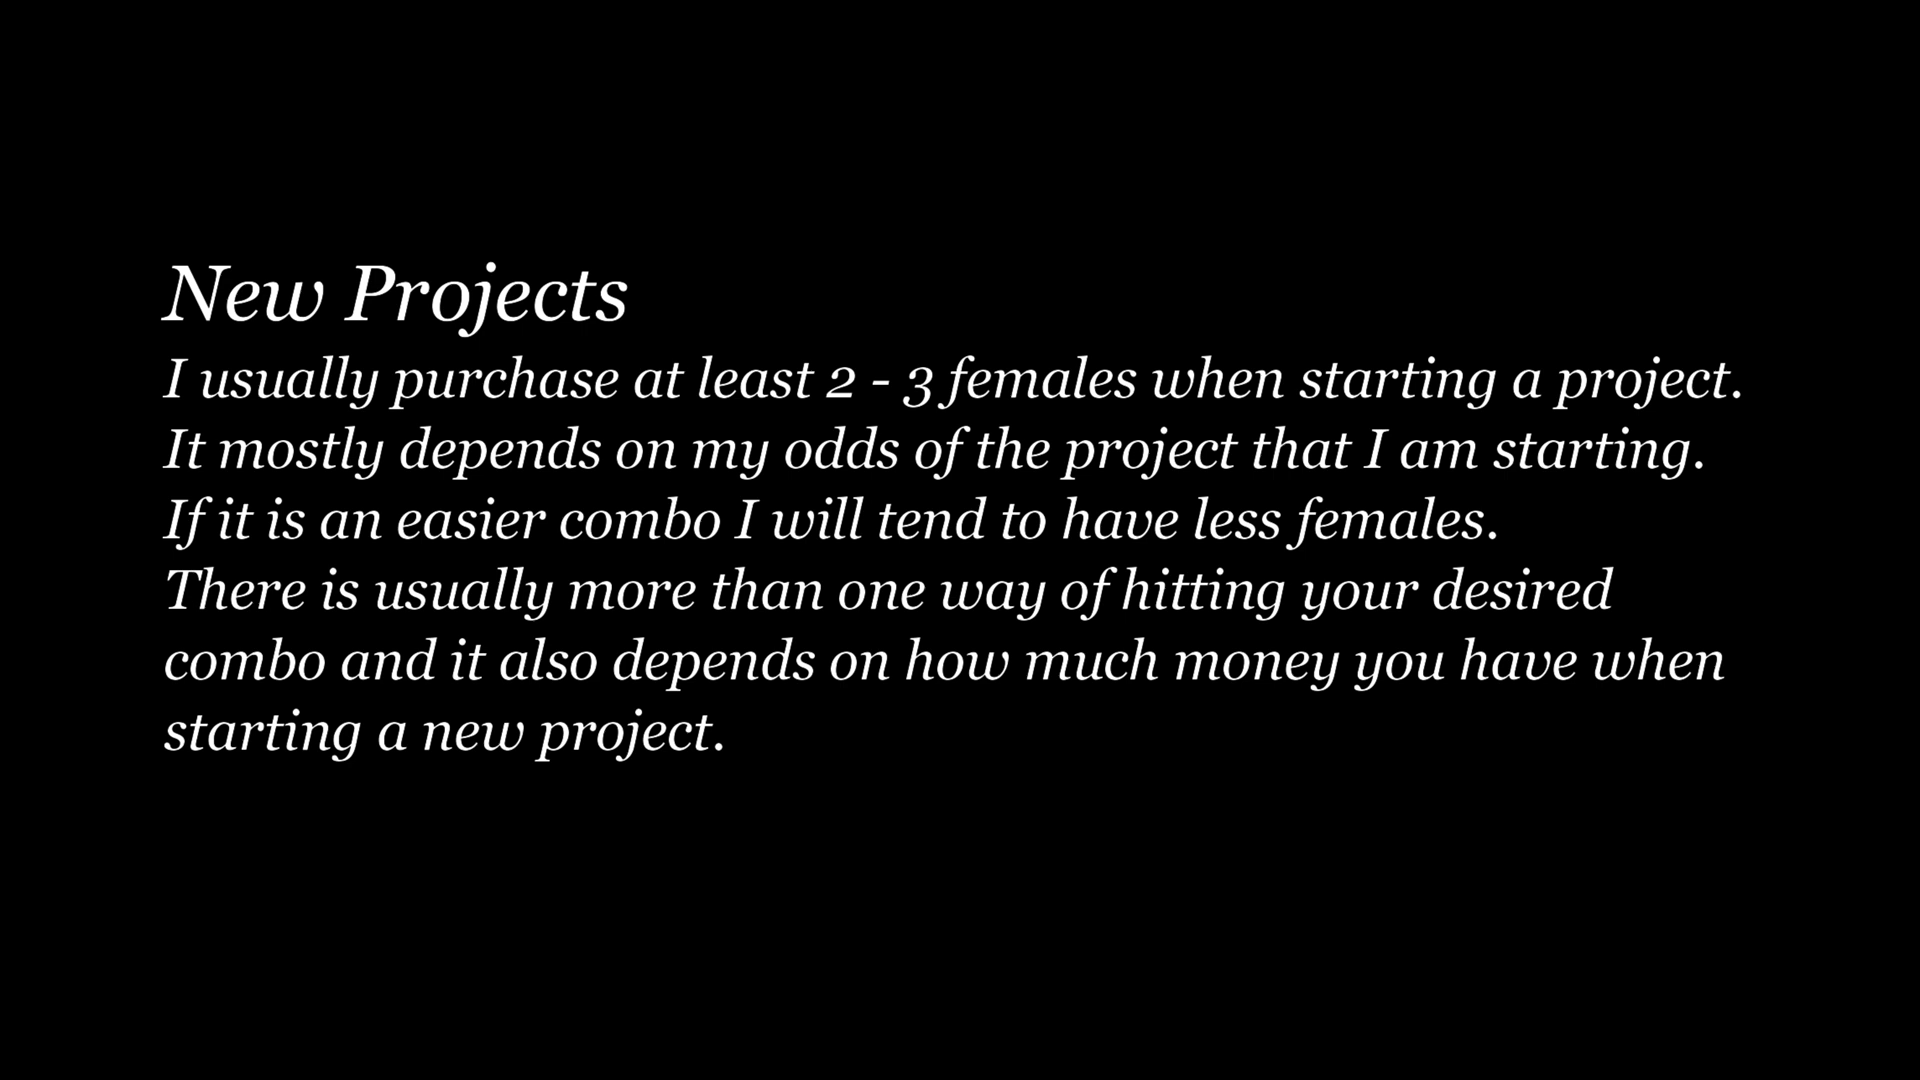 New Projects
I usually purchase at least 2 - 3 females when starting a project.
It mostly depends on my odds of the project that I am starting.
If it is an easier combo I will tend to have less females.
There is usually more than one way of hitting your desired
combo and it also depends on how much money you have when
starting a new project.